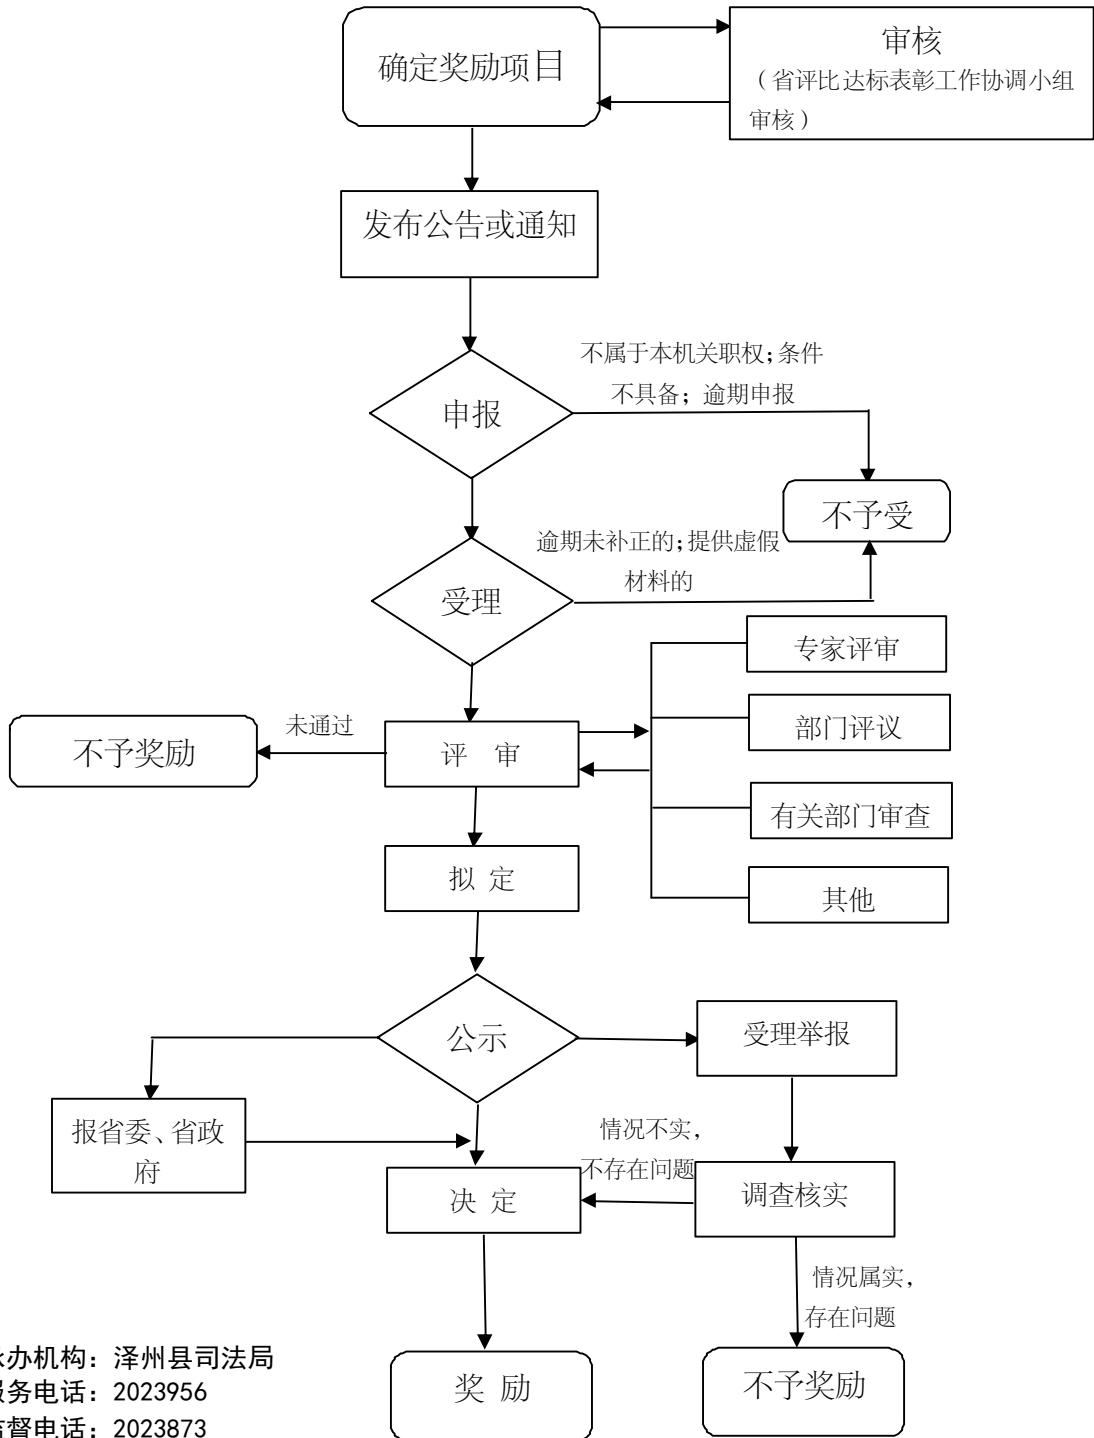 确定奖励项目
审核
（省评比达标表彰工作协调小组
审核）
发布公告或通知
不属于本机关职权；条件
不具备；逾期申报
申报
不予受
逾期未补正的；提供虚假
材料的
受理
专家评审
部门评议
未通过
不予奖励
评 审
有关部门审查
拟 定
其他
公示
受理举报
报省委、省政
府
情况不实，
不存在问题
调查核实
决 定
情况属实，
存在问题
奖 励
不予奖励
承办机构：泽州县司法局
服务电话：2023956
监督电话：2023873